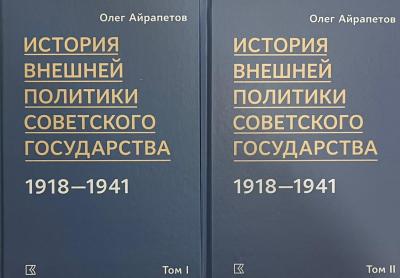 Олег Айрапетов
ИСТОРИЯ
ВНЕШНЕЙ
ПОЛИТИКИ
СОВЕТСКОГО
ГОСУДАРСТВА
1918—1941
Том I
Олег Айрапетов
ИСТОРИЯ
ВНЕШНЕЙ
ПОЛИТИКИ
СОВЕТСКОГО
ГОСУДАРСТВА
1918—1941
Том II